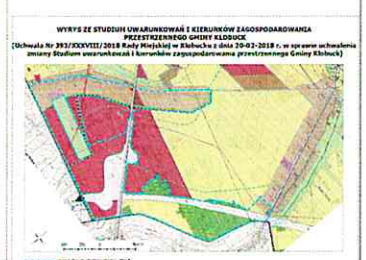 WYRYS ZE STUDIUM UWARUNKOWAŃ I KIERUNKÓW ZAGOSPODAROWANIA
PRZESTRZENNEGO GMINY KŁOBUCK
(Uchwała Nr 393/XXXVIII/2018 Rady Miejskiej w Kłobucku z dnia 20-02-2018 r. w sprawie uchwalenia
zmiany Studium uwarunkowań i kierunków zagospodarowania przestrzennego Gminy Kłobuck)